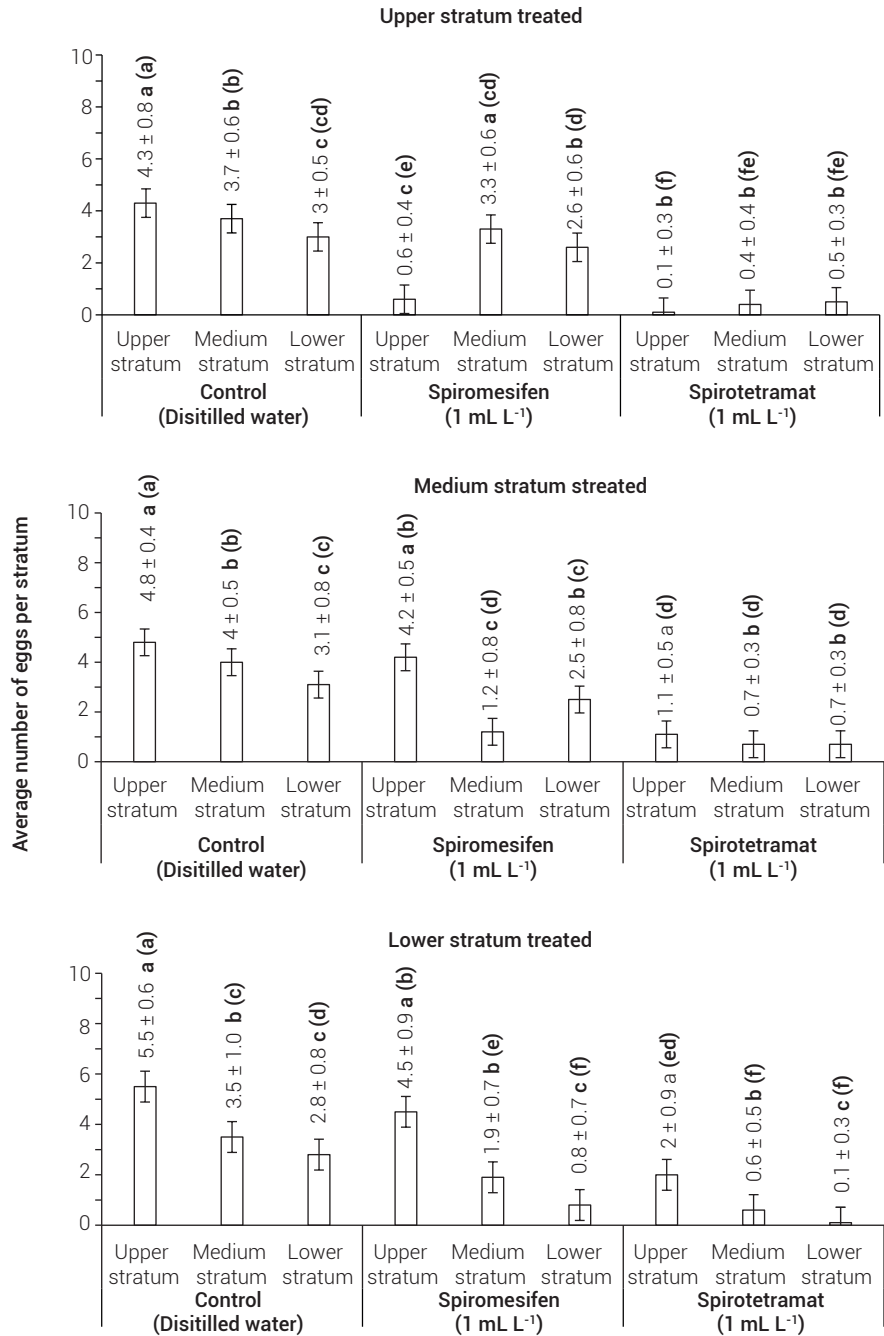 Upper stratum treated
10
8
6
4
2
0
4.3 ± 0.8 a (a)
3.7 ± 0.6 b (b)
3 ± 0.5 c (cd)
0.6 ± 0.4 c (e)
3.3 ± 0.6 a (cd)
2.6 ± 0.6 b (d)
0.1 ± 0.3 b (f)
0.4 ± 0.4 b (fe)
0.5 ± 0.3 b (fe)
Upper stratum
Medium stratum
Lower stratum
Upper stratum
Medium stratum
Lower stratum
Upper stratum
Medium stratum
Lower stratum
Control
(Disitilled water)
Spiromesifen
(1 mL L⁻¹)
Spirotetramat
(1 mL L⁻¹)
Average number of eggs per stratum
Medium stratum streated
10
8
6
4
2
0
4.8 ± 0.4 a (a)
4 ± 0.5 b (b)
3.1 ± 0.8 c (c)
4.2 ± 0.5 a (b)
1.2 ± 0.8 c (d)
2.5 ± 0.8 b (c)
1.1 ± 0.5 a (d)
0.7 ± 0.3 b (d)
0.7 ± 0.3 b (d)
Upper stratum
Medium stratum
Lower stratum
Upper stratum
Medium stratum
Lower stratum
Upper stratum
Medium stratum
Lower stratum
Control
(Disitilled water)
Spiromesifen
(1 mL L⁻¹)
Spirotetramat
(1 mL L⁻¹)
Lower stratum treated
10
8
6
4
2
0
5.5 ± 0.6 a (a)
3.5 ± 1.0 b (c)
2.8 ± 0.8 c (d)
4.5 ± 0.9 a (b)
1.9 ± 0.7 b (e)
0.8 ± 0.7 c (f)
2 ± 0.9 a (ed)
0.6 ± 0.5 b (f)
0.1 ± 0.3 c (f)
Upper stratum
Medium stratum
Lower stratum
Upper stratum
Medium stratum
Lower stratum
Upper stratum
Medium stratum
Lower stratum
Control
(Disitilled water)
Spiromesifen
(1 mL L⁻¹)
Spirotetramat
(1 mL L⁻¹)